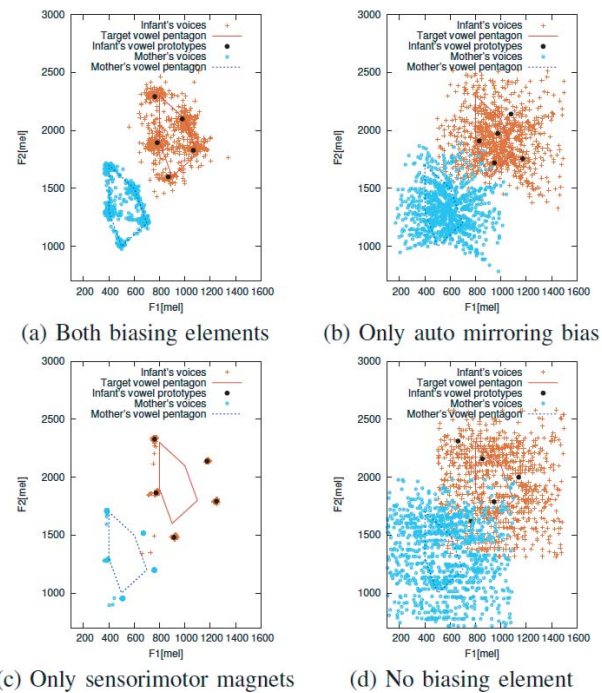 3000
Infant's voices
Target vowel pentagon
Infant's vowel prototypes
Mother's voices
Mother's vowel pentagon
2500
2000
1500
1000
F2[mel]
200 400 600 800 1000 1200 1400 1600
F1[mel]
(a) Both biasing elements
3000
Infant's voices
Target vowel pentagon
Infant's vowel prototypes
Mother's voices
Mother's vowel pentagon
2500
2000
1500
1000
F2[mel]
200 400 600 800 1000 1200 1400 1600
F1[mel]
(b) Only auto mirroring bias
3000
Infant's voices
Target vowel pentagon
Infant's vowel prototypes
Mother's voices
Mother's vowel pentagon
2500
2000
1500
1000
F2[mel]
200 400 600 800 1000 1200 1400 1600
F1[mel]
(c) Only sensorimotor magnets
3000
Infant's voices
Target vowel pentagon
Infant's vowel prototypes
Mother's voices
Mother's vowel pentagon
2500
2000
1500
1000
F2[mel]
200 400 600 800 1000 1200 1400 1600
F1[mel]
(d) No biasing element